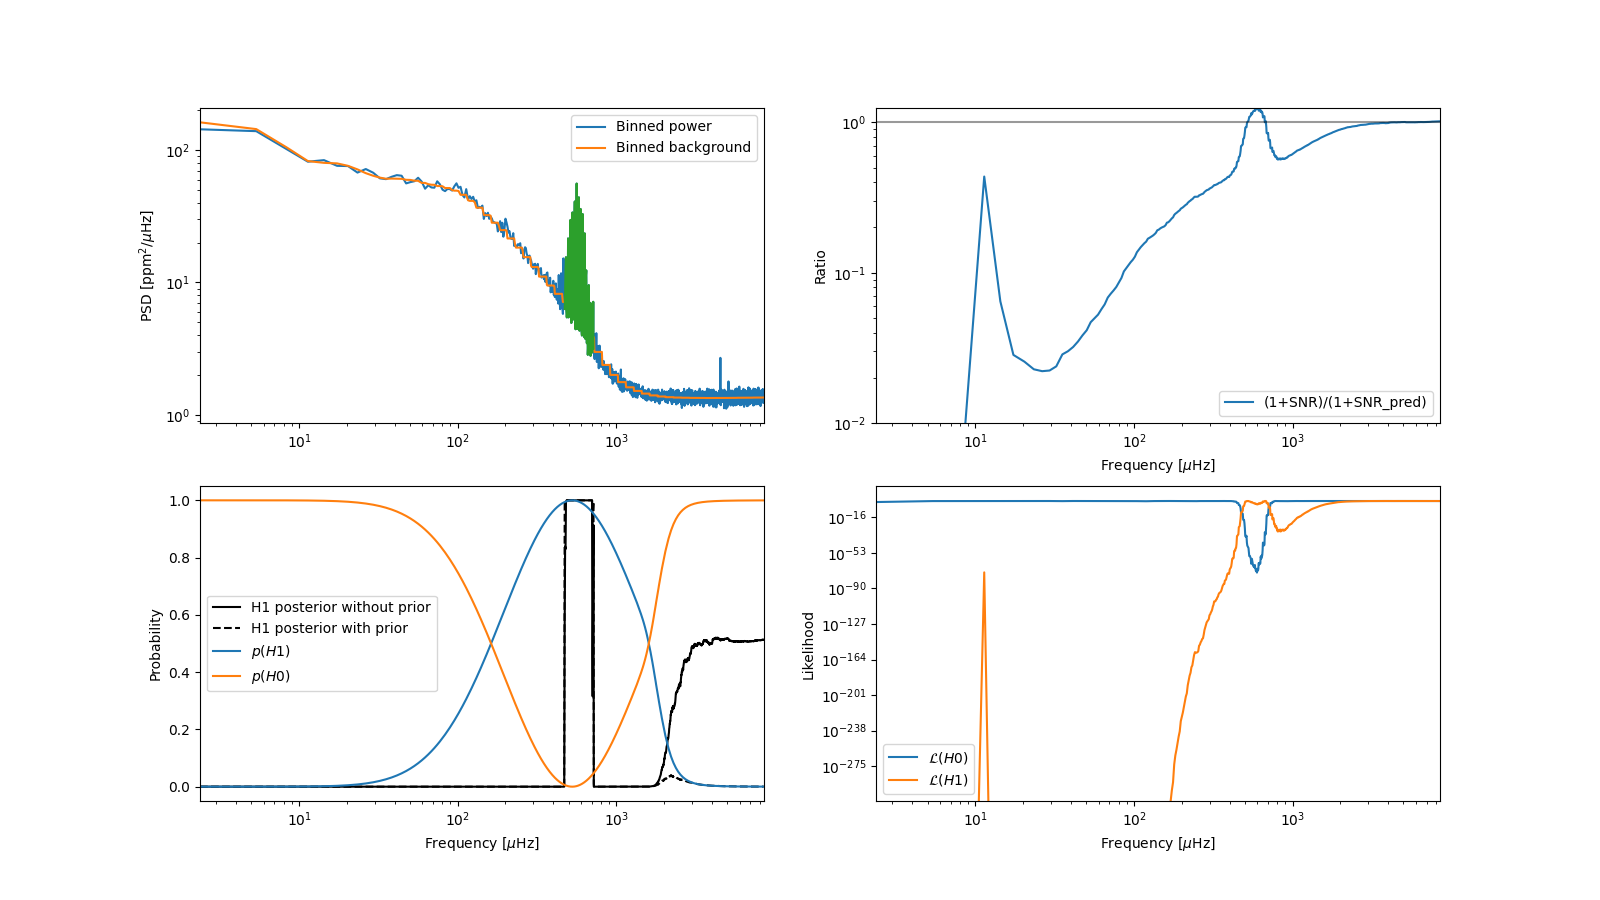 Binned power
Binned background
PSD [ppm²/μHz]
10²
10¹
10⁰
10¹ 10² 10³
(1+SNR)/(1+SNR_pred)
Ratio
10⁰
10⁻¹
10⁻²
10¹ 10² 10³
Frequency [μHz]
H1 posterior without prior
H1 posterior with prior
p(H1)
p(H0)
Probability
1.0
0.8
0.6
0.4
0.2
0.0
10¹ 10² 10³
Frequency [μHz]
Likelihood
10⁻¹⁶
10⁻⁵³
10⁻⁹⁰
10⁻¹²⁷
10⁻¹⁶⁴
10⁻²⁰¹
10⁻²³⁸
10⁻²⁷⁵
ℒ(H0)
ℒ(H1)
10¹ 10² 10³
Frequency [μHz]